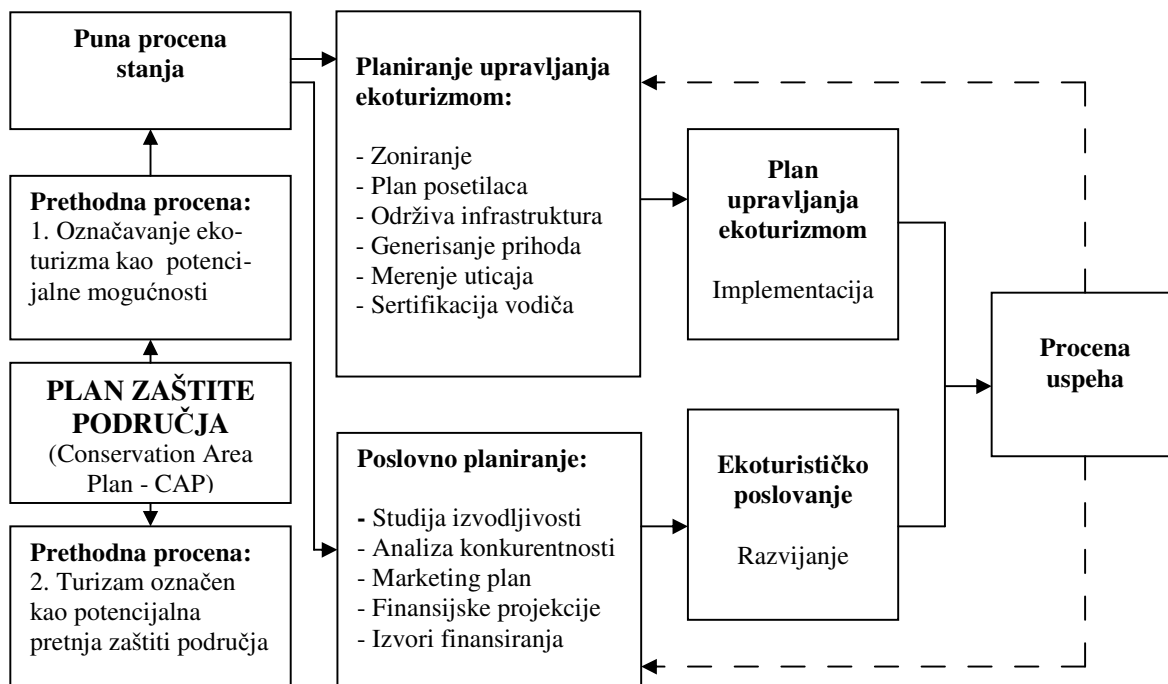 Puna procena
stanja
Prethodna procena:
1. Označavanje eko-
turizma kao potenci-
jalne mogućnosti
PLAN ZAŠTITE
PODRUČJA
(Conservation Area
Plan - CAP)
Prethodna procena:
2. Turizam označen
kao potencijalna
pretnja zaštiti područja
Planiranje upravljanja
ekoturizmom:
- Zoniranje
- Plan posetilaca
- Održiva infrastruktura
- Generisanje prihoda
- Merenje uticaja
- Sertifikacija vodiča
Poslovno planiranje:
- Studija izvodljivosti
- Analiza konkurentnosti
- Marketing plan
- Finansijske projekcije
- Izvori finansiranja
Plan
upravljanja
ekoturizmom
Implementacija
Ekoturističko
poslovanje
Razvijanje
Procena
uspeha